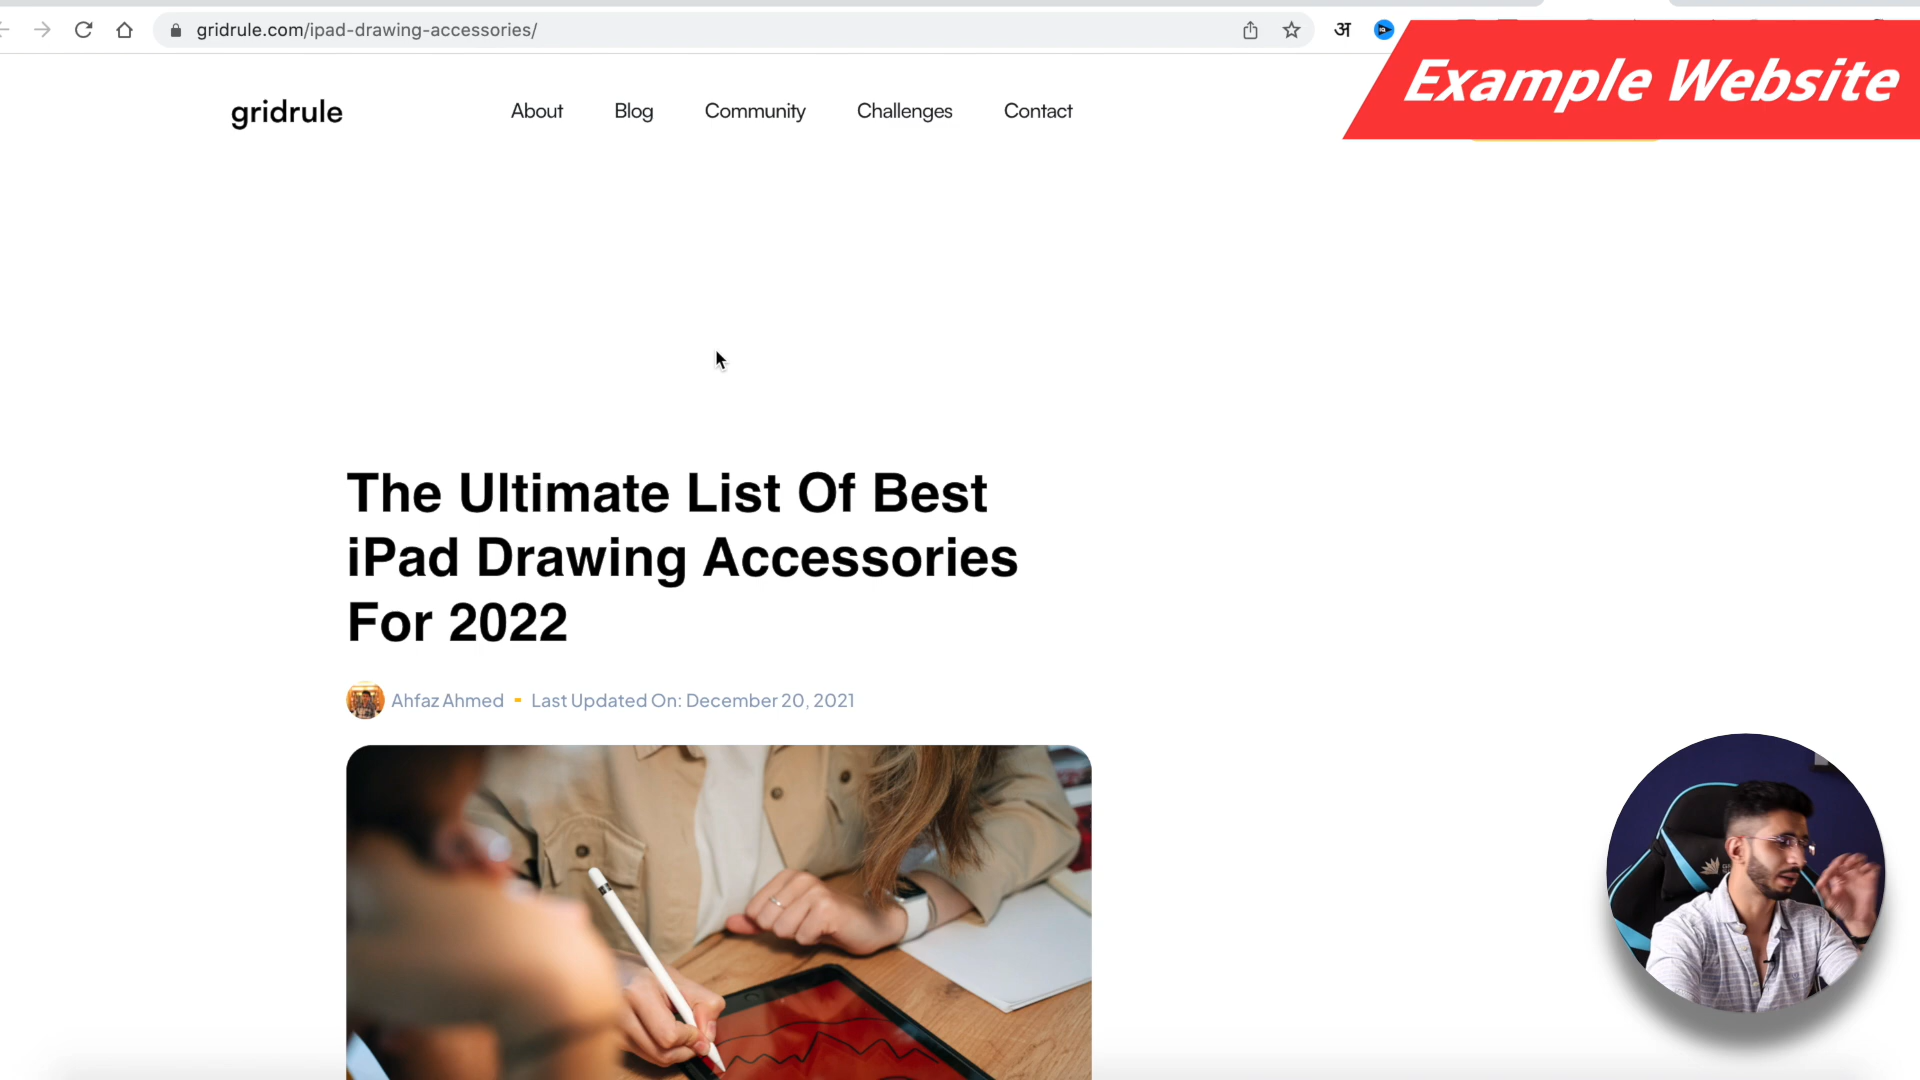 gridrule.com/ipad-drawing-accessories/
अ
Example Website
gridrule
About
Blog
Community
Challenges
Contact
The Ultimate List Of Best
iPad Drawing Accessories
For 2022
Ahfaz Ahmed
Last Updated On: December 20, 2021